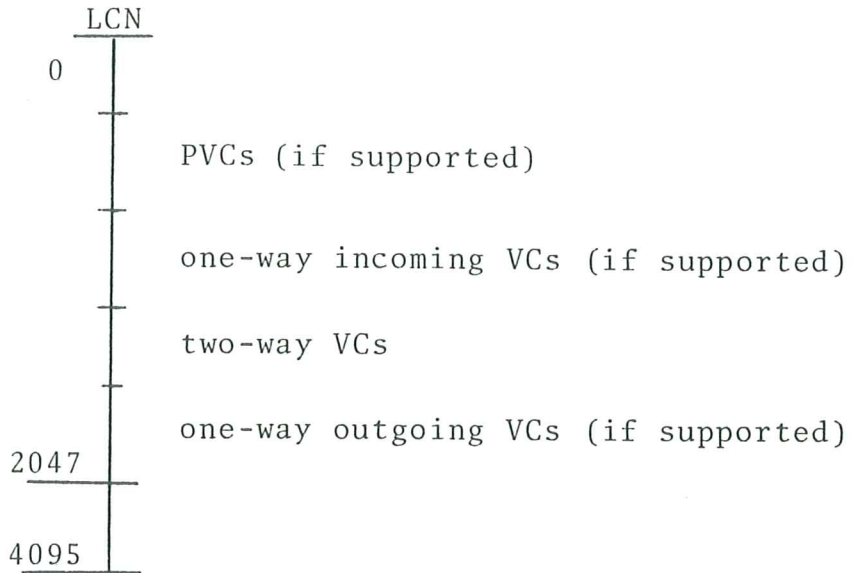 LCN
0
PVCs (if supported)
one-way incoming VCs (if supported)
two-way VCs
one-way outgoing VCs (if supported)
2047
4095